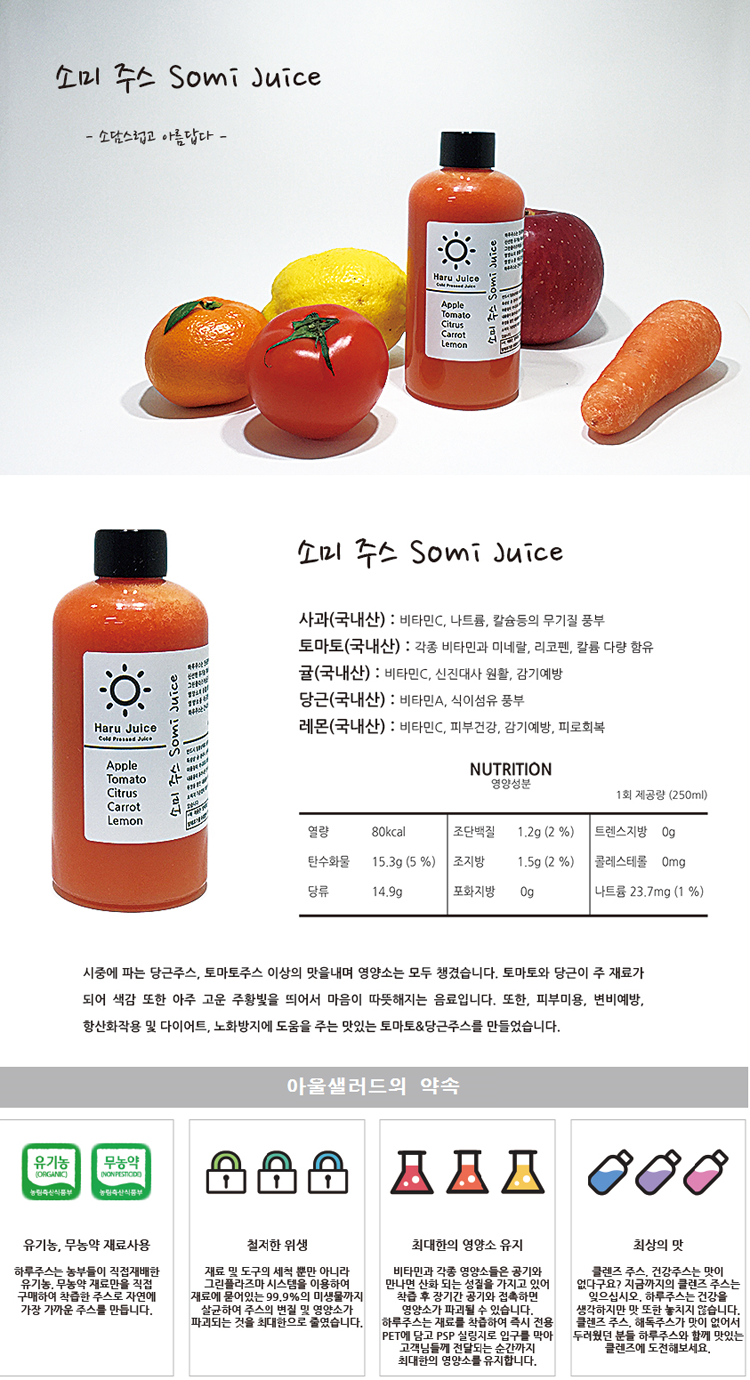 소미 주스 Somi Juice
- 소담스럽고 아름답다 -
Haru Juice
Cold Pressed Juice
Apple
Tomato
Citrus
Carrot
Lemon
소미 주스 Somi Juice
소미 주스 Somi Juice
사과(국내산) : 비타민C, 나트륨, 칼슘등의 무기질 풍부
토마토(국내산) : 각종 비타민과 미네랄, 리코펜, 칼륨 다량 함유
귤(국내산) : 비타민C, 신진대사 원활, 감기예방
당근(국내산) : 비타민A, 식이섬유 풍부
레몬(국내산) : 비타민C, 피부건강, 감기예방, 피로회복
Haru Juice
Cold Pressed Juice
Apple
Tomato
Citrus
Carrot
Lemon
소미 주스 Somi Juice
NUTRITION
영양성분
1회 제공량 (250ml)
열량 80kcal 조단백질 1.2g (2 %) 트렌스지방 0g
탄수화물 15.3g (5 %) 조지방 1.5g (2 %) 콜레스테롤 0mg
당류 14.9g 포화지방 0g 나트륨 23.7mg (1 %)
시중에 파는 당근주스, 토마토주스 이상의 맛을내며 영양소는 모두 챙겼습니다. 토마토와 당근이 주 재료가
되어 색감 또한 아주 고운 주황빛을 띄어서 마음이 따뜻해지는 음료입니다. 또한, 피부미용, 변비예방,
항산화작용 및 다이어트, 노화방지에 도움을 주는 맛있는 토마토&당근주스를 만들었습니다.
아울샐러드의 약속
유기농
(ORGANIC)
농림축산식품부
무농약
(NONPESTICIDE)
농림축산식품부
유기농, 무농약 재료사용
하루주스는 농부들이 직접재배한
유기농, 무농약 재료만을 직접
구매하여 착즙한 주스로 자연에
가장 가까운 주스를 만듭니다.
철저한 위생
재료 및 도구의 세척 뿐만 아니라
그린플라즈마 시스템을 이용하여
재료에 묻어있는 99.9%의 미생물까지
살균하여 주스의 변질 및 영양소가
파괴되는 것을 최대한으로 줄였습니다.
최대한의 영양소 유지
비타민과 각종 영양소들은 공기와
만나면 산화 되는 성질을 가지고 있어
착즙 후 장기간 공기와 접촉하면
영양소가 파괴될 수 있습니다.
하루주스는 재료를 착즙하여 즉시 전용
PET에 담고 PSP 실링지로 입구를 막아
고객님들께 전달되는 순간까지
최대한의 영양소를 유지합니다.
최상의 맛
클렌즈 주스, 건강주스는 맛이
없다구요? 지금까지의 클렌즈 주스는
잊으십시오. 하루주스는 건강을
생각하지만 맛 또한 놓치지 않습니다.
클렌즈 주스, 해독주스가 맛이 없어서
두려웠던 분들 하루주스와 함께 맛있는
클렌즈에 도전해보세요.